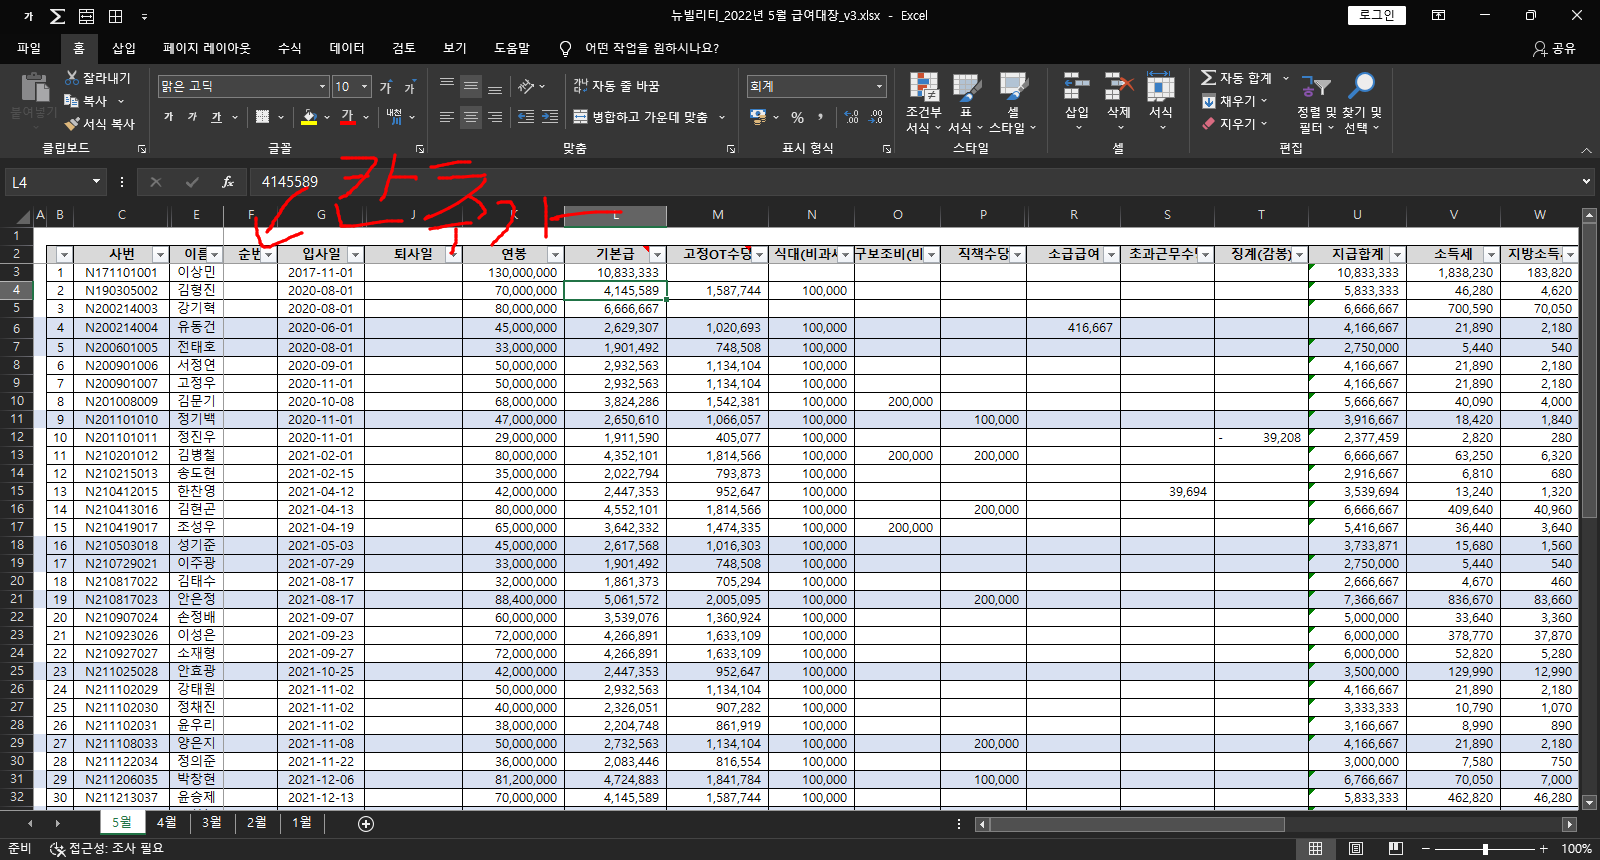 뉴빌리티_2022년 5월 급여대장_v3.xlsx - Excel
로그인
파일 홈 삽입 페이지 레이아웃 수식 데이터 검토 보기 도움말 어떤 작업을 원하시나요? 공유
붙여넣기
잘라내기
복사
서식 복사
클립보드
맑은 고딕 10
가 가 가 가 가 내천
글꼴
자동 줄 바꿈
병합하고 가운데 맞춤
맞춤
회계
% ,
표시 형식
조건부 서식
표 서식
셀 스타일
스타일
삽입 삭제 서식
셀
자동 합계
채우기
지우기
정렬 및 필터
찾기 및 선택
편집
L4 fx 4145589
칸 추가
A B C E F G J K L M N O P R S T U V W
1
2 사번 이름 순번 입사일 퇴사일 연봉 기본급 고정OT수당 식대(비과세 구보조비(비 직책수당 소급급여 초과근무수 징계(감봉) 지급합계 소득세 지방소득
3 1 N171101001 이상민 2017-11-01 130,000,000 10,833,333 10,833,333 1,838,230 183,820
4 2 N190305002 김형진 2020-08-01 70,000,000 4,145,589 1,587,744 100,000 5,833,333 46,280 4,620
5 3 N200214003 강기혁 2020-08-01 80,000,000 6,666,667 6,666,667 700,590 70,050
6 4 N200214004 유동건 2020-06-01 45,000,000 2,629,307 1,020,693 100,000 416,667 4,166,667 21,890 2,180
7 5 N200601005 전태호 2020-08-01 33,000,000 1,901,492 748,508 100,000 2,750,000 5,440 540
8 6 N200901006 서정연 2020-09-01 50,000,000 2,932,563 1,134,104 100,000 4,166,667 21,890 2,180
9 7 N200901007 고정우 2020-11-01 50,000,000 2,932,563 1,134,104 100,000 4,166,667 21,890 2,180
10 8 N201008009 김문기 2020-10-08 68,000,000 3,824,286 1,542,381 100,000 200,000 5,666,667 40,090 4,000
11 9 N201101010 정기백 2020-11-01 47,000,000 2,650,610 1,066,057 100,000 100,000 3,916,667 18,420 1,840
12 10 N201101011 정진우 2020-11-01 29,000,000 1,911,590 405,077 100,000 - 39,208 2,377,459 2,820 280
13 11 N210201012 김병철 2021-02-01 80,000,000 4,352,101 1,814,566 100,000 200,000 200,000 6,666,667 63,250 6,320
14 12 N210215013 송도현 2021-02-15 35,000,000 2,022,794 793,873 100,000 2,916,667 6,810 680
15 13 N210412015 한찬영 2021-04-12 42,000,000 2,447,353 952,647 100,000 39,694 3,539,694 13,240 1,320
16 14 N210413016 김현곤 2021-04-13 80,000,000 4,552,101 1,814,566 100,000 200,000 6,666,667 409,640 40,960
17 15 N210419017 조성우 2021-04-19 65,000,000 3,642,332 1,474,335 100,000 200,000 5,416,667 36,440 3,640
18 16 N210503018 성기준 2021-05-03 45,000,000 2,617,568 1,016,303 100,000 3,733,871 15,680 1,560
19 17 N210729021 이주광 2021-07-29 33,000,000 1,901,492 748,508 100,000 2,750,000 5,440 540
20 18 N210817022 김태수 2021-08-17 32,000,000 1,861,373 705,294 100,000 2,666,667 4,670 460
21 19 N210817023 안은정 2021-08-17 88,400,000 5,061,572 2,005,095 100,000 200,000 7,366,667 836,670 83,660
22 20 N210907024 손정배 2021-09-07 60,000,000 3,539,076 1,360,924 100,000 5,000,000 33,640 3,360
23 21 N210923026 이성은 2021-09-23 72,000,000 4,266,891 1,633,109 100,000 6,000,000 378,770 37,870
24 22 N210927027 소재형 2021-09-27 72,000,000 4,266,891 1,633,109 100,000 6,000,000 52,820 5,280
25 23 N211025028 안효광 2021-10-25 42,000,000 2,447,353 952,647 100,000 3,500,000 129,990 12,990
26 24 N211102029 강태원 2021-11-02 50,000,000 2,932,563 1,134,104 100,000 4,166,667 21,890 2,180
27 25 N211102030 정채진 2021-11-02 40,000,000 2,326,051 907,282 100,000 3,333,333 10,790 1,070
28 26 N211102031 윤우리 2021-11-02 38,000,000 2,204,748 861,919 100,000 3,166,667 8,990 890
29 27 N211108033 양은지 2021-11-08 50,000,000 2,732,563 1,134,104 100,000 200,000 4,166,667 21,890 2,180
30 28 N211122034 정의준 2021-11-22 36,000,000 2,083,446 816,554 100,000 3,000,000 7,580 750
31 29 N211206035 박창현 2021-12-06 81,200,000 4,724,883 1,841,784 100,000 100,000 6,766,667 70,050 7,000
32 30 N211213037 윤승제 2021-12-13 70,000,000 4,145,589 1,587,744 100,000 5,833,333 462,820 46,280
5월 4월 3월 2월 1월
준비 접근성: 조사 필요 100%